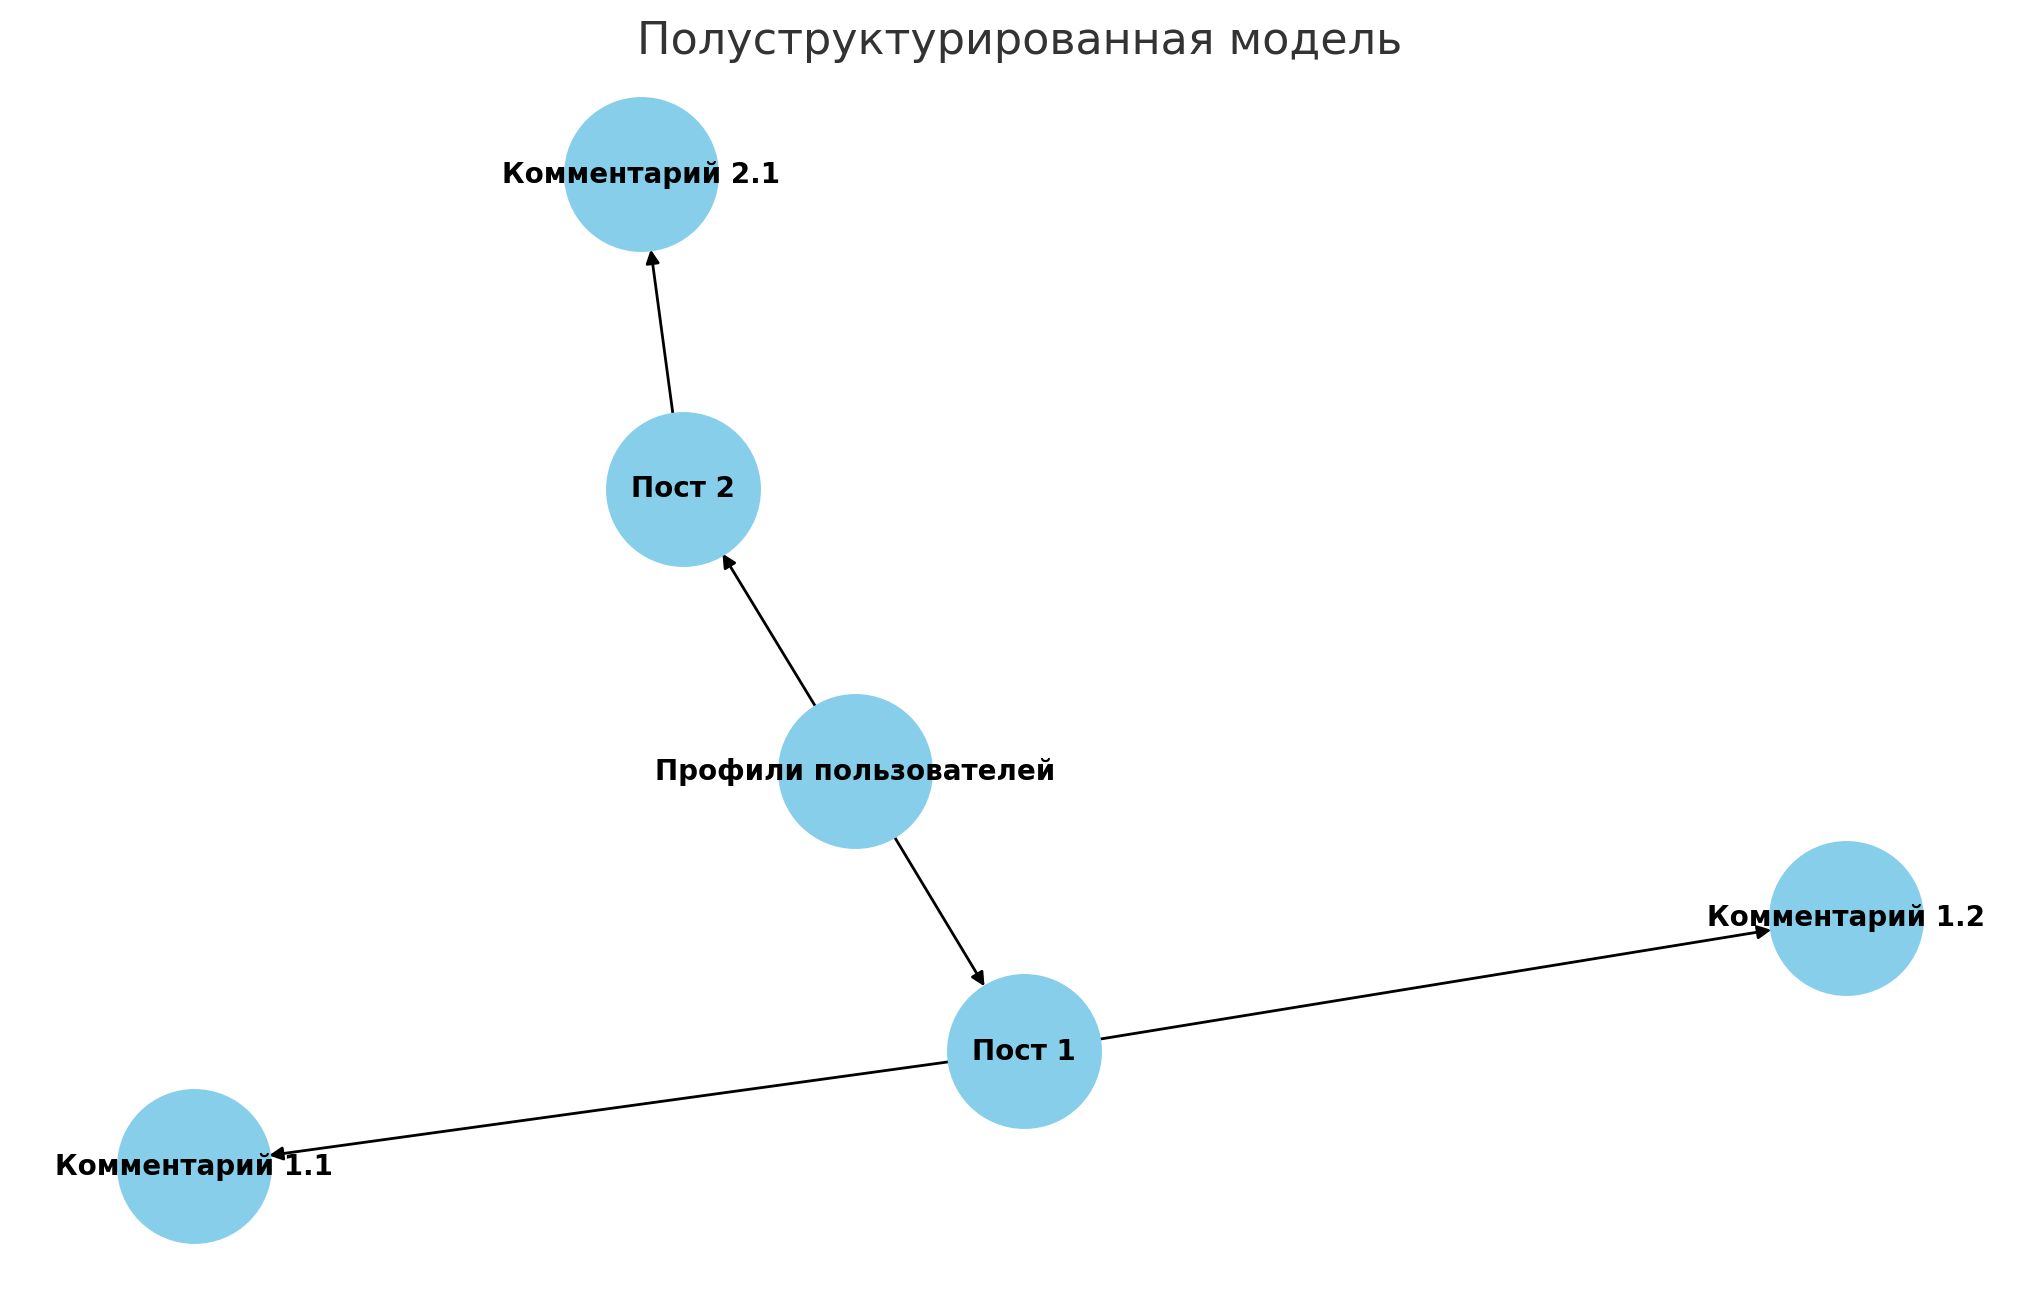 Полуструктурированная модель
Комментарий 2.1
Пост 2
Профили пользователей
Комментарий 1.2
Пост 1
Комментарий 1.1